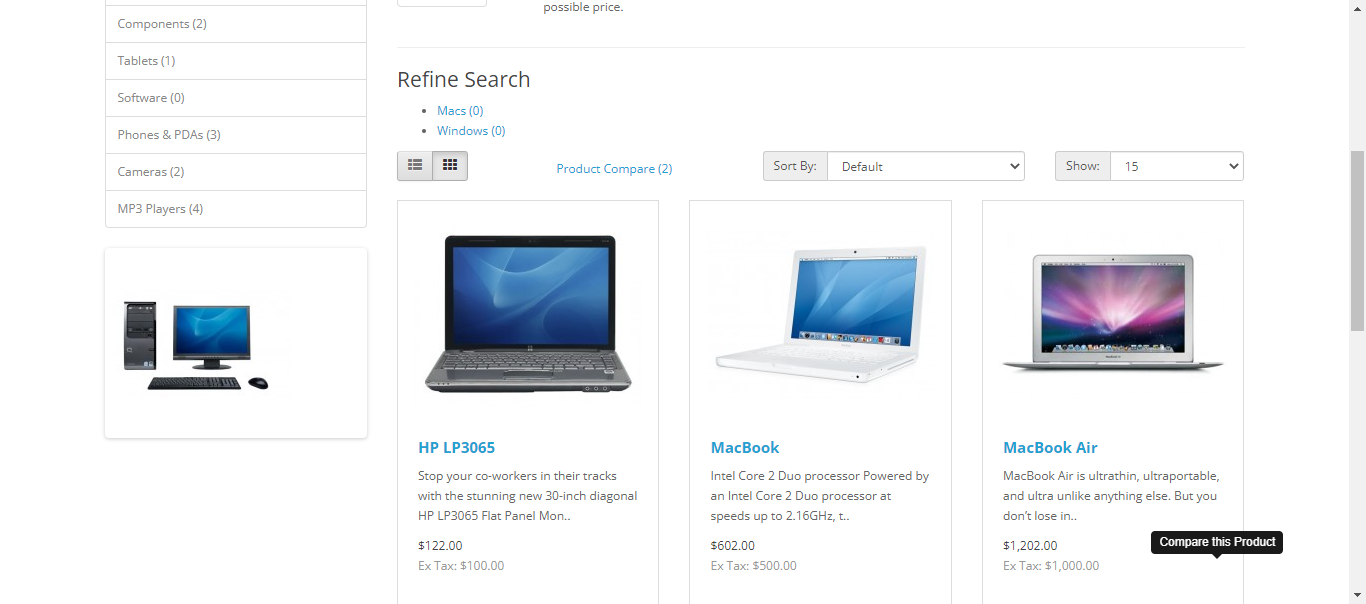 possible price.
Components (2)
Tablets (1)
Software (0)
Phones & PDAs (3)
Cameras (2)
MP3 Players (4)
Refine Search
Macs (0)
Windows (0)
Product Compare (2)
Sort By:
Default
Show:
15
HP LP3065
Stop your co-workers in their tracks
with the stunning new 30-inch diagonal
HP LP3065 Flat Panel Mon..
$122.00
Ex Tax: $100.00
MacBook
Intel Core 2 Duo processor Powered by
an Intel Core 2 Duo processor at
speeds up to 2.16GHz, t..
$602.00
Ex Tax: $500.00
MacBook Air
MacBook Air is ultrathin, ultraportable,
and ultra unlike anything else. But you
don’t lose in..
$1,202.00
Ex Tax: $1,000.00
Compare this Product